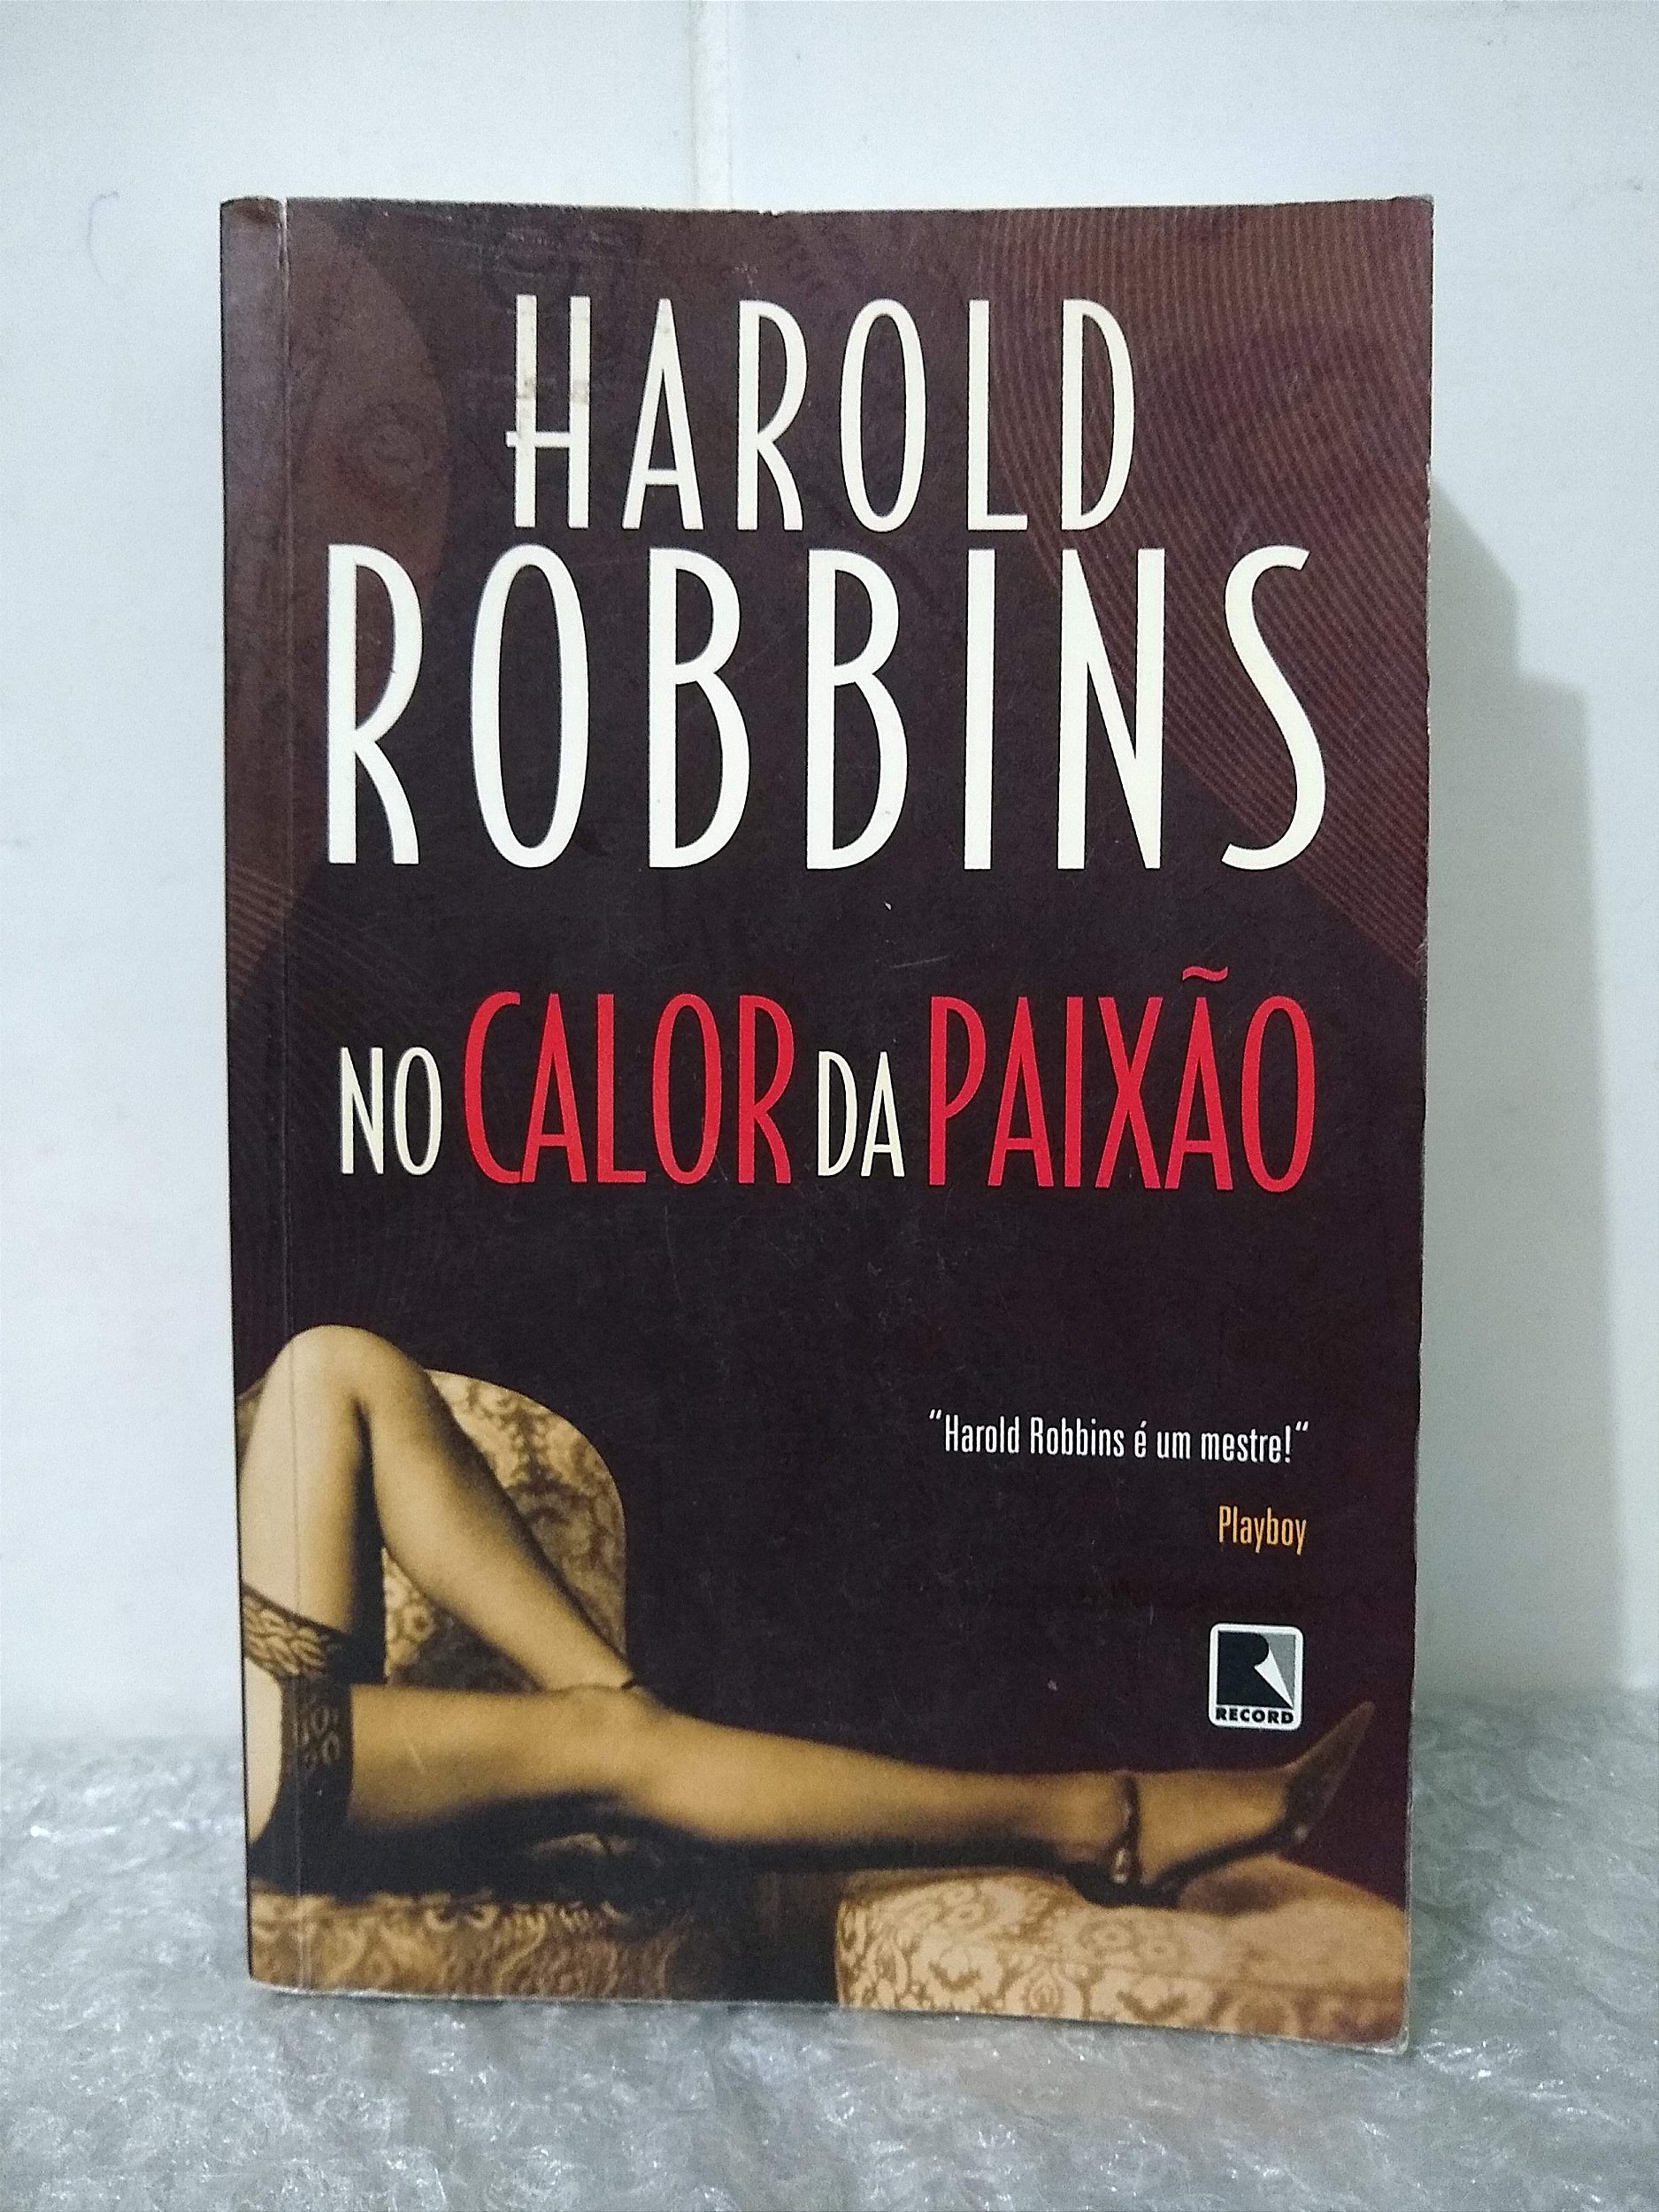 HAROLD
ROBBINS
NO CALOR DA PAIXÃO
“Harold Robbins é um mestre!“
Playboy
RECORD